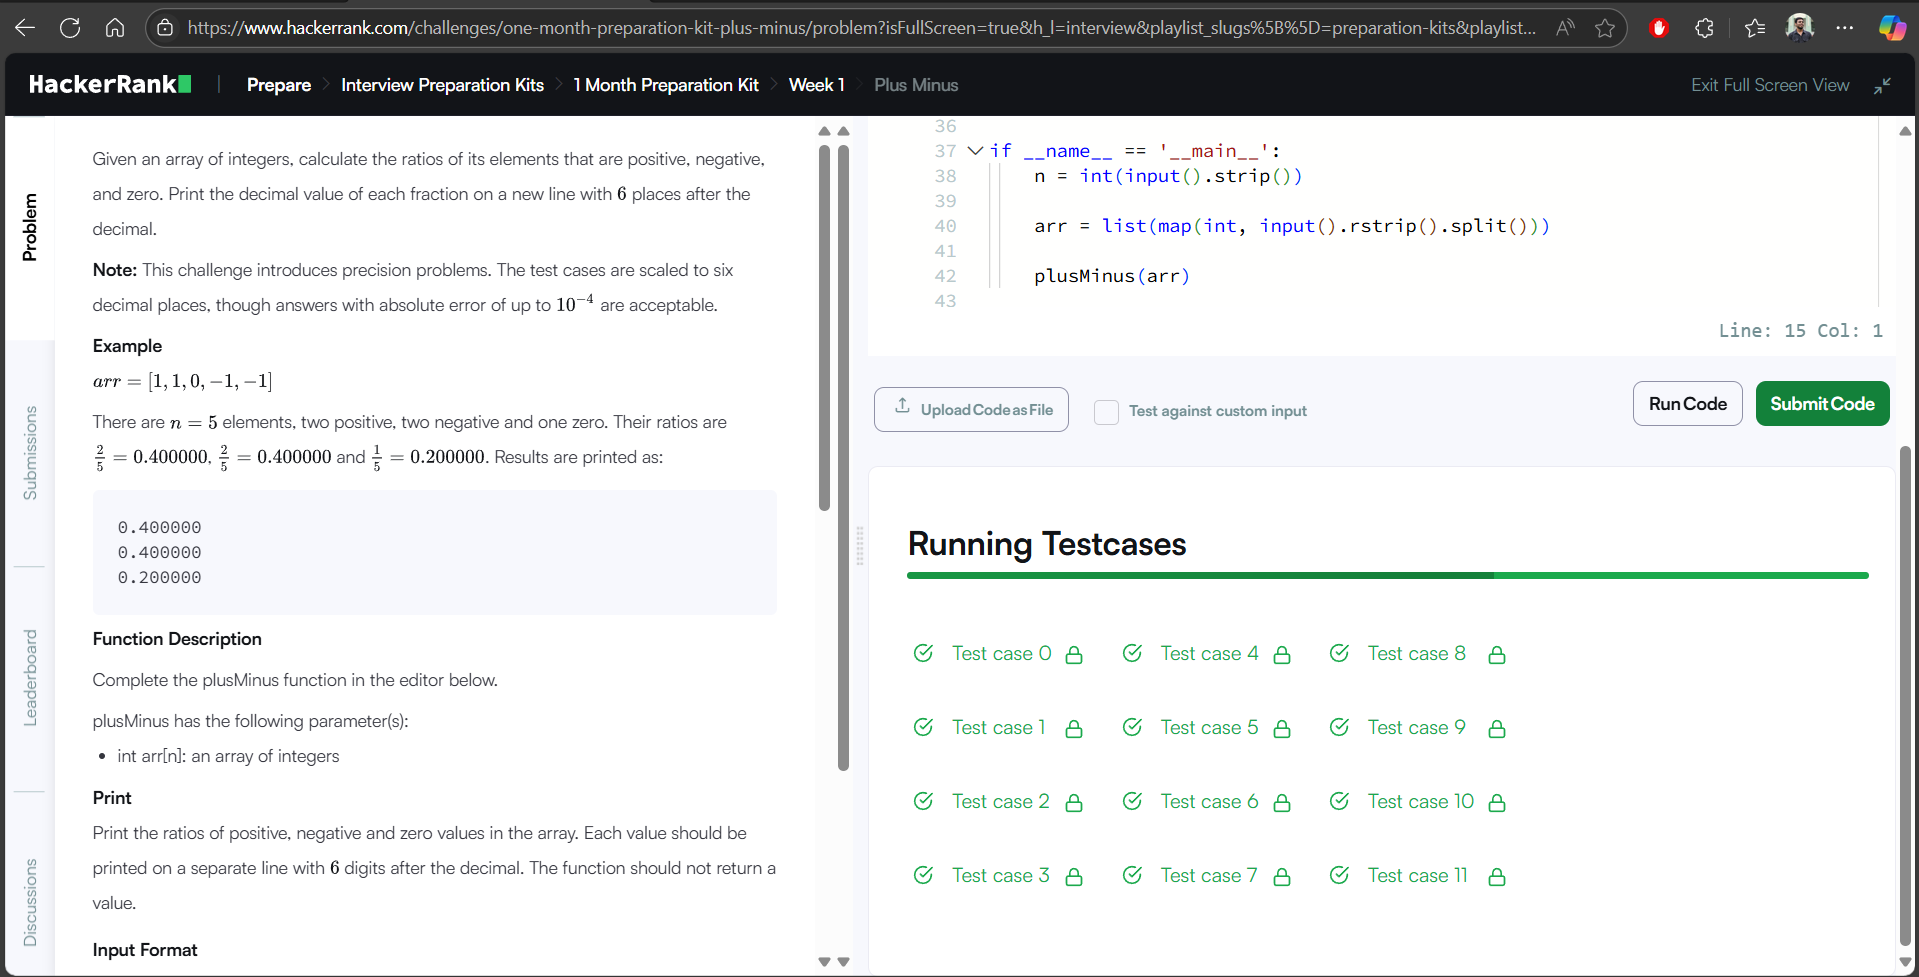 https://www.hackerrank.com/challenges/one-month-preparation-kit-plus-minus/problem?isFullScreen=true&h_l=interview&playlist_slugs%5B%5D=preparation-kits&playlist...
HackerRank
Prepare
Interview Preparation Kits
1 Month Preparation Kit
Week 1
Plus Minus
Exit Full Screen View
Problem
Submissions
Leaderboard
Discussions
Given an array of integers, calculate the ratios of its elements that are positive, negative,
and zero. Print the decimal value of each fraction on a new line with 6 places after the
decimal.
Note: This challenge introduces precision problems. The test cases are scaled to six
decimal places, though answers with absolute error of up to 10⁻⁴ are acceptable.
Example
arr = [1, 1, 0, −1, −1]
There are n = 5 elements, two positive, two negative and one zero. Their ratios are
2/5 = 0.400000, 2/5 = 0.400000 and 1/5 = 0.200000. Results are printed as:
0.400000
0.400000
0.200000
Function Description
Complete the plusMinus function in the editor below.
plusMinus has the following parameter(s):
• int arr[n]: an array of integers
Print
Print the ratios of positive, negative and zero values in the array. Each value should be
printed on a separate line with 6 digits after the decimal. The function should not return a
value.
Input Format
36
37 if __name__ == '__main__':
38 n = int(input().strip())
39
40 arr = list(map(int, input().rstrip().split()))
41
42 plusMinus(arr)
43
Line: 15 Col: 1
Upload Code as File
Test against custom input
Run Code
Submit Code
Running Testcases
Test case 0
Test case 4
Test case 8
Test case 1
Test case 5
Test case 9
Test case 2
Test case 6
Test case 10
Test case 3
Test case 7
Test case 11